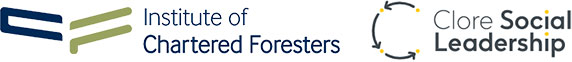 Institute of
Chartered Foresters
Clore Social
Leadership